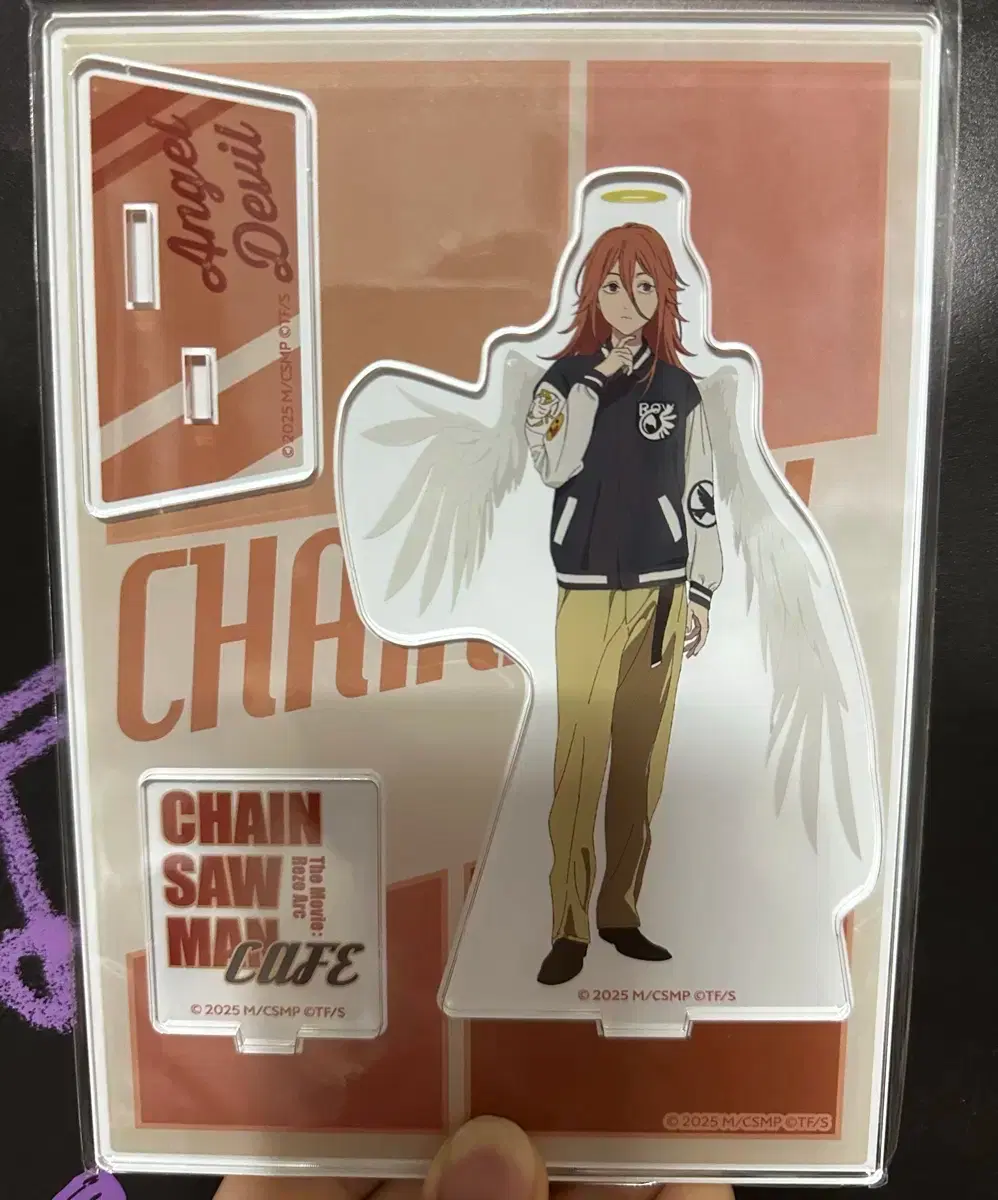 Angel
Devil
© 2025 M/CSMP ©TF/S
BOW
CHAIN
CHAIN
SAW
MAN
The Movie:
Reze Arc
CAFE
© 2025 M/CSMP ©TF/S
© 2025 M/CSMP ©TF/S
© 2025 M/CSMP ©TF/S